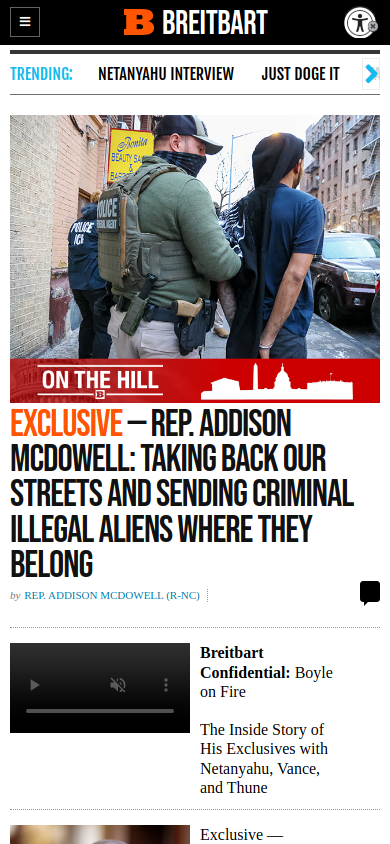 BREITBART
TRENDING: NETANYAHU INTERVIEW JUST DOGE IT
Bonita
BEAUTY SA
POLICE
FEDERAL AGENT
POLICE
ICE
ON THE HILL
EXCLUSIVE – REP. ADDISON
MCDOWELL: TAKING BACK OUR
STREETS AND SENDING CRIMINAL
ILLEGAL ALIENS WHERE THEY
BELONG
by REP. ADDISON MCDOWELL (R-NC)
Breitbart
Confidential: Boyle
on Fire
The Inside Story of
His Exclusives with
Netanyahu, Vance,
and Thune
Exclusive —